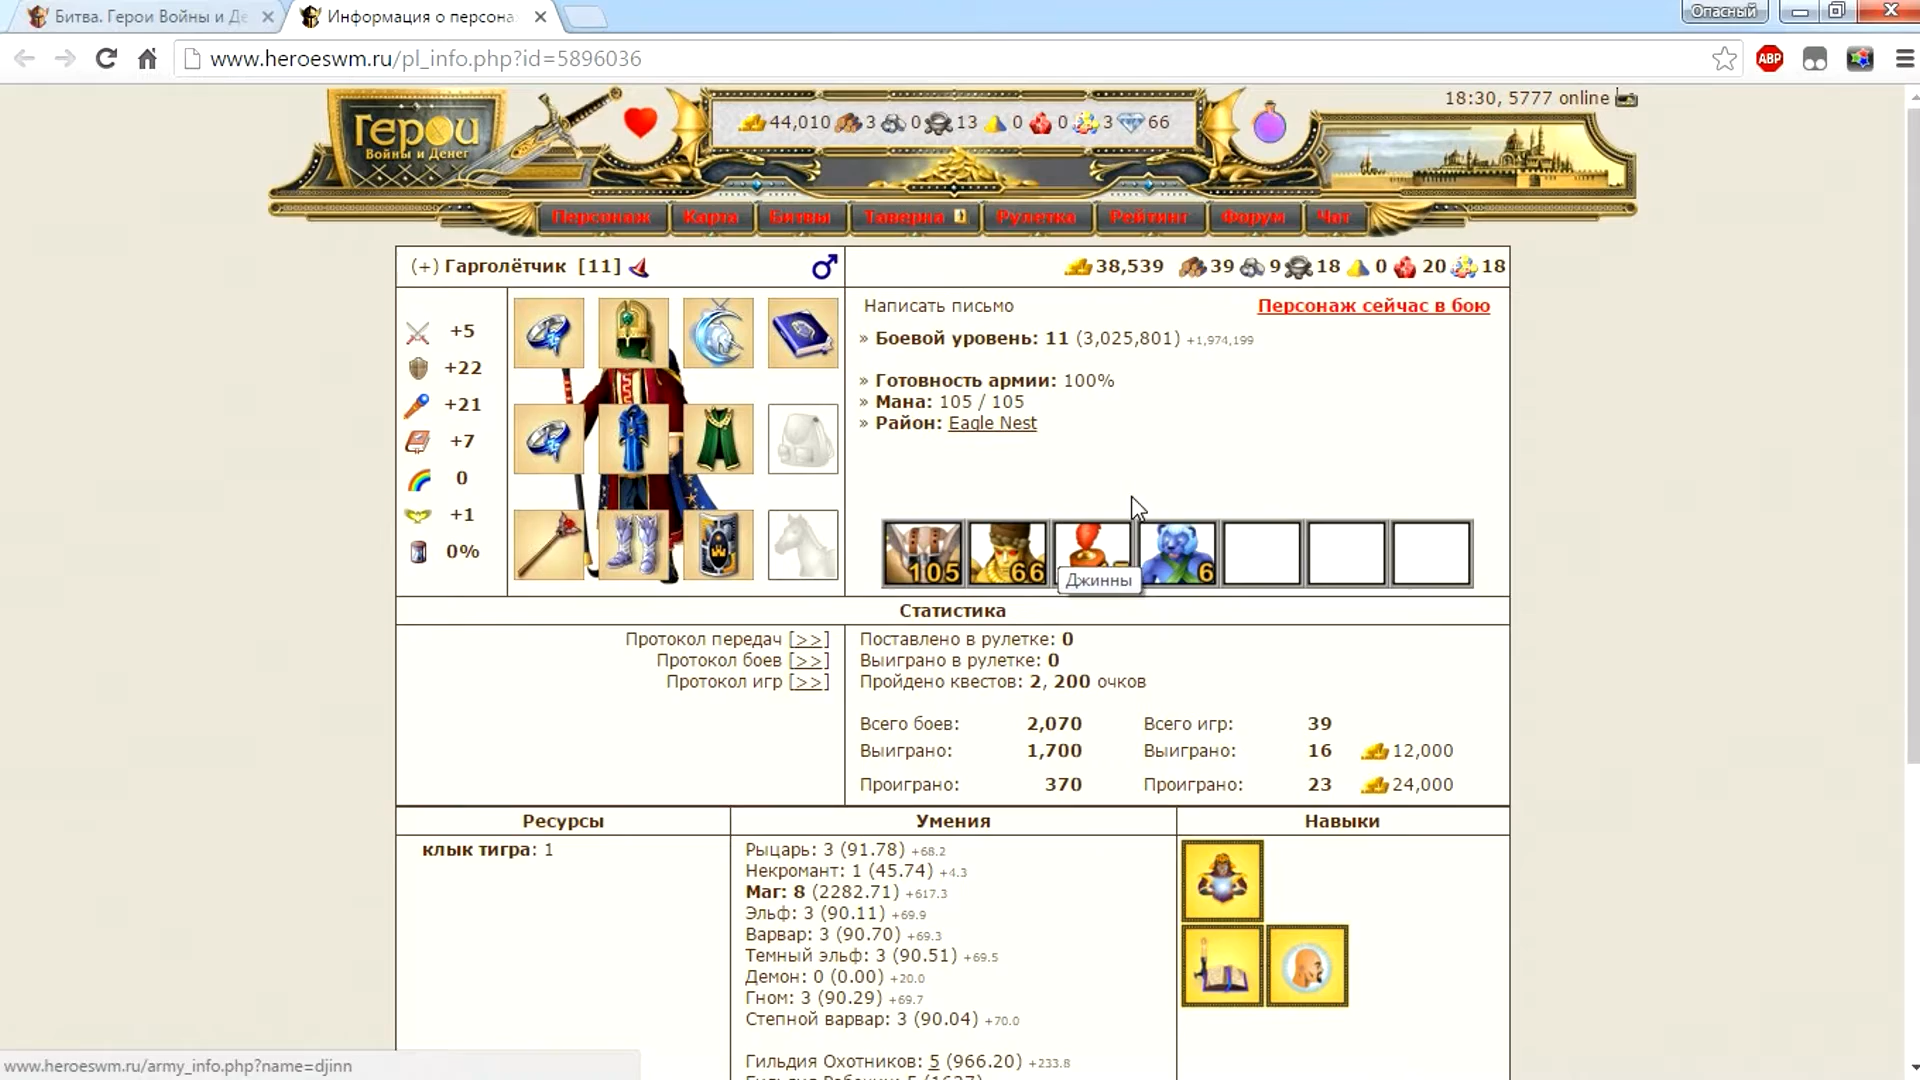 Битва. Герои Войны и Де
Информация о персона
Опасный
www.heroeswm.ru/pl_info.php?id=5896036
ABP
18:30, 5777 online
Герои
Войны и Денег
44,010 3 0 13 0 0 3 66
Персонаж Карта Битвы Таверна Рулетка Рейтинг Форум Чат
(+) Гарголётчик [11]
38,539 39 9 18 0 20 18
+5
+22
+21
+7
0
+1
0%
Написать письмо
Персонаж сейчас в бою
» Боевой уровень: 11 (3,025,801) +1,974,199
» Готовность армии: 100%
» Мана: 105 / 105
» Район: Eagle Nest
105 66 6
Джинны
Статистика
Протокол передач [>>]
Протокол боев [>>]
Протокол игр [>>]
Поставлено в рулетке: 0
Выиграно в рулетке: 0
Пройдено квестов: 2, 200 очков
Всего боев: 2,070 Всего игр: 39
Выиграно: 1,700 Выиграно: 16 12,000
Проиграно: 370 Проиграно: 23 24,000
Ресурсы
Умения
Навыки
клык тигра: 1
Рыцарь: 3 (91.78) +68.2
Некромант: 1 (45.74) +4.3
Маг: 8 (2282.71) +617.3
Эльф: 3 (90.11) +69.9
Варвар: 3 (90.70) +69.3
Темный эльф: 3 (90.51) +69.5
Демон: 0 (0.00) +20.0
Гном: 3 (90.29) +69.7
Степной варвар: 3 (90.04) +70.0
Гильдия Охотников: 5 (966.20) +233.8
www.heroeswm.ru/army_info.php?name=djinn